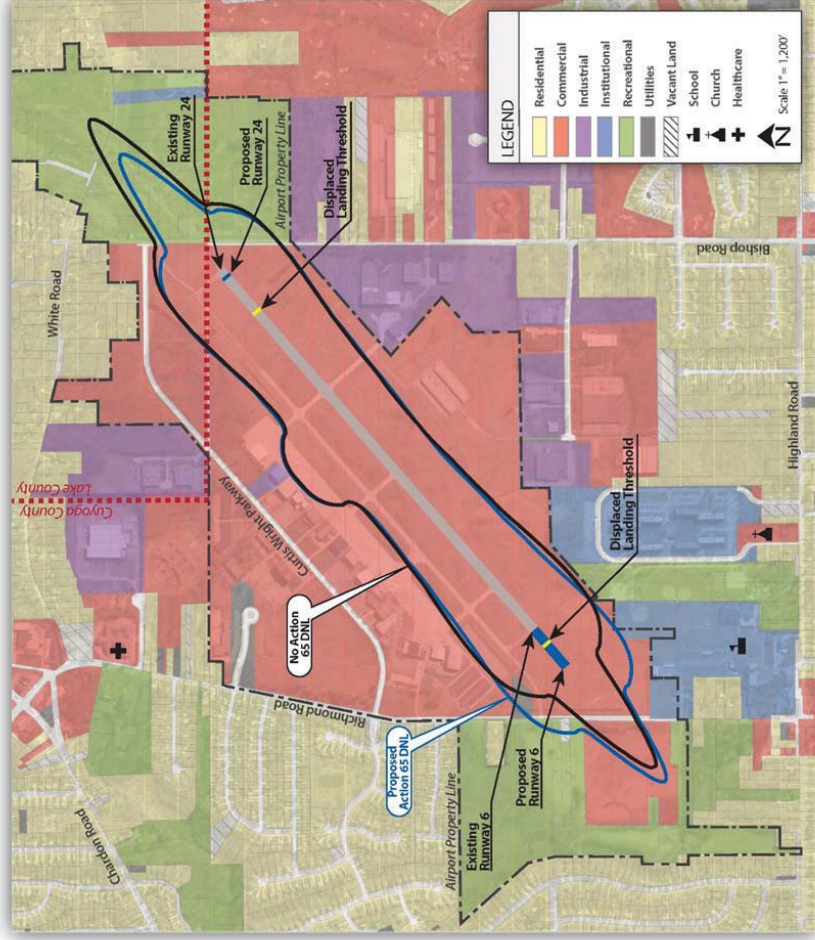 White Road
Chardon Road
Lake County
Cuyoga County
Existing
Runway 24
Proposed
Runway 24
Airport Property Line
Displaced
Landing Threshold
Curtis Wright Parkway
No Action
65 DNL
Richmond Road
Proposed
Action 65 DNL
Airport Property Line
Existing
Runway 6
Proposed
Runway 6
Displaced
Landing Threshold
Bishop Road
Highland Road
LEGEND
Residential
Commercial
Industrial
Institutional
Recreational
Utilities
Vacant Land
School
Church
Healthcare
N
Scale 1" = 1,200'